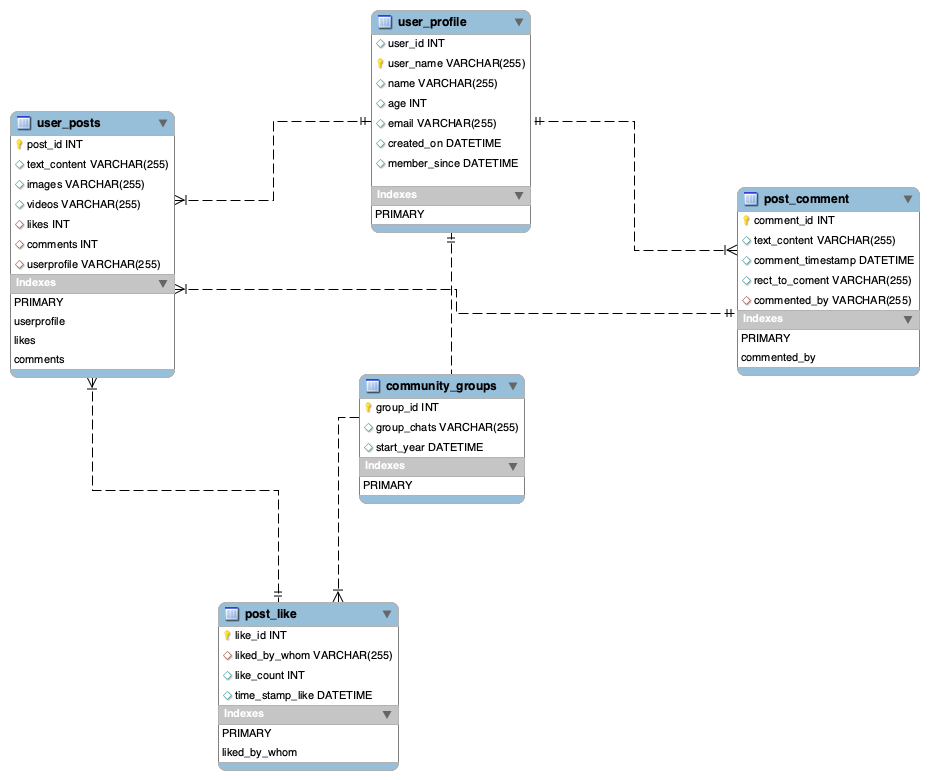 user_profile
user_id INT
user_name VARCHAR(255)
name VARCHAR(255)
age INT
email VARCHAR(255)
created_on DATETIME
member_since DATETIME
Indexes
PRIMARY
user_posts
post_id INT
text_content VARCHAR(255)
images VARCHAR(255)
videos VARCHAR(255)
likes INT
comments INT
userprofile VARCHAR(255)
Indexes
PRIMARY
userprofile
likes
comments
post_comment
comment_id INT
text_content VARCHAR(255)
comment_timestamp DATETIME
rect_to_coment VARCHAR(255)
commented_by VARCHAR(255)
Indexes
PRIMARY
commented_by
community_groups
group_id INT
group_chats VARCHAR(255)
start_year DATETIME
Indexes
PRIMARY
post_like
like_id INT
liked_by_whom VARCHAR(255)
like_count INT
time_stamp_like DATETIME
Indexes
PRIMARY
liked_by_whom